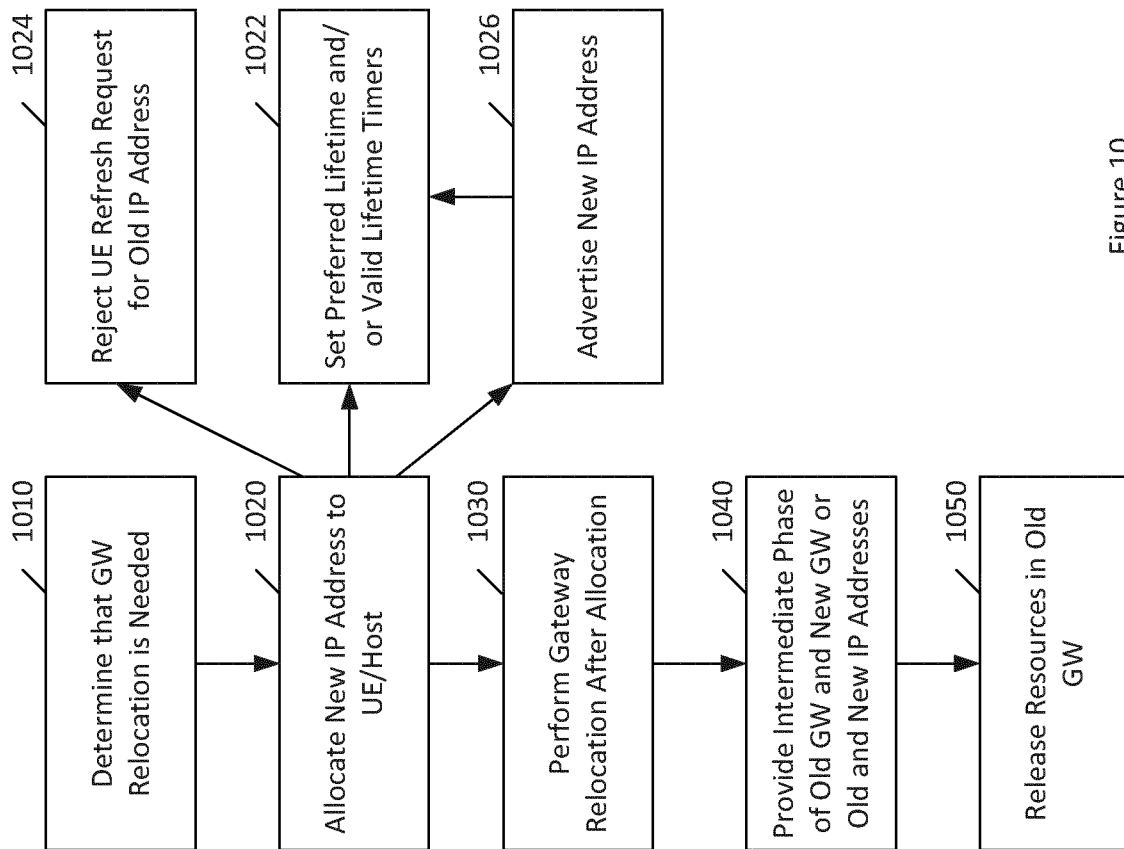 1010
Determine that GW
Relocation is Needed
1020
Allocate New IP Address to
UE/Host
1030
Perform Gateway
Relocation After Allocation
1040
Provide Intermediate Phase
of Old GW and New GW or
Old and New IP Addresses
1050
Release Resources in Old
GW
1024
Reject UE Refresh Request
for Old IP Address
1022
Set Preferred Lifetime and/
or Valid Lifetime Timers
1026
Advertise New IP Address
Figure 10